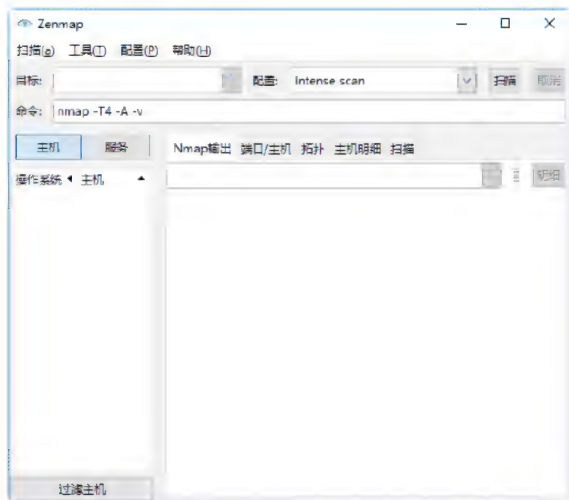 Zenmap
扫描(S) 工具(T) 配置(P) 帮助(H)
目标: 配置: Intense scan 扫描 取消
命令: nmap -T4 -A -v
主机 服务 Nmap输出 端口/主机 拓扑 主机明细 扫描
操作系统 主机 明细
过滤主机